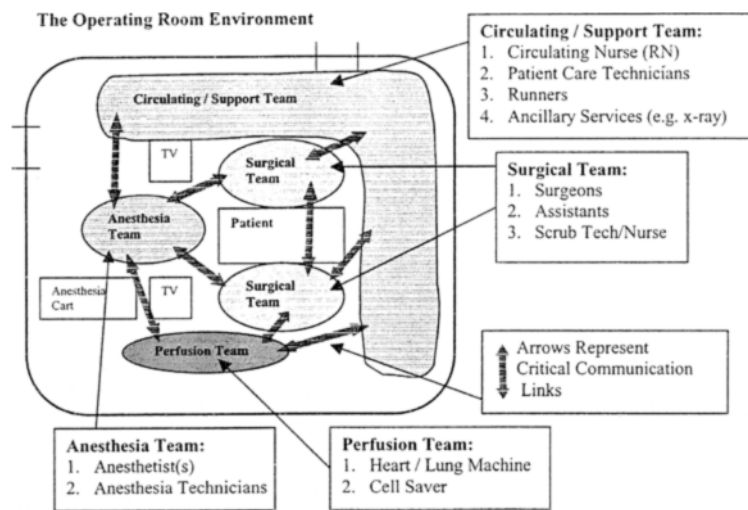 The Operating Room Environment
Circulating / Support Team:
1. Circulating Nurse (RN)
2. Patient Care Technicians
3. Runners
4. Ancillary Services (e.g. x-ray)
Circulating / Support Team
TV
Surgical
Team
Surgical Team:
1. Surgeons
2. Assistants
3. Scrub Tech/Nurse
Anesthesia
Team
Patient
Anesthesia
Cart
TV
Surgical
Team
Perfusion Team
Arrows Represent
Critical Communication
Links
Anesthesia Team:
1. Anesthetist(s)
2. Anesthesia Technicians
Perfusion Team:
1. Heart / Lung Machine
2. Cell Saver